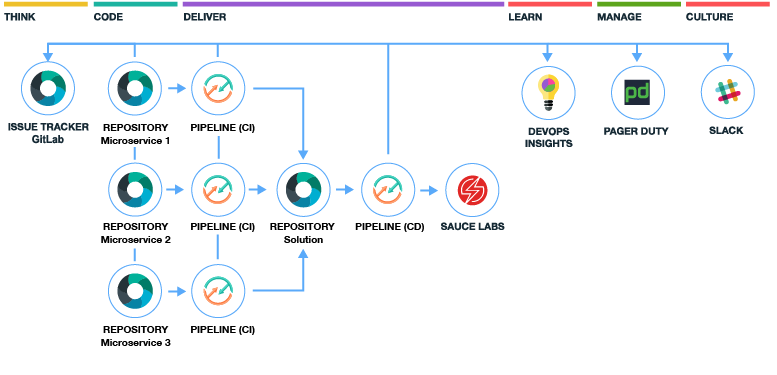 THINK
CODE
DELIVER
LEARN
MANAGE
CULTURE
ISSUE TRACKER
GitLab
REPOSITORY
Microservice 1
PIPELINE (CI)
DEVOPS
INSIGHTS
pd
PAGER DUTY
SLACK
REPOSITORY
Microservice 2
PIPELINE (CI)
REPOSITORY
Solution
PIPELINE (CD)
SAUCE LABS
REPOSITORY
Microservice 3
PIPELINE (CI)